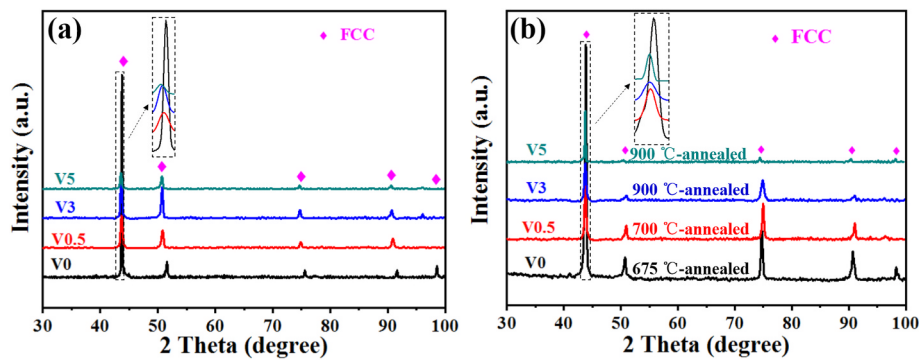 (a)
◆ FCC
Intensity (a.u.)
V5
V3
V0.5
V0
30 40 50 60 70 80 90 100
2 Theta (degree)
(b)
◆ FCC
Intensity (a.u.)
V5 900 ℃-annealed
V3 900 ℃-annealed
V0.5 700 ℃-annealed
V0 675 ℃-annealed
30 40 50 60 70 80 90 100
2 Theta (degree)